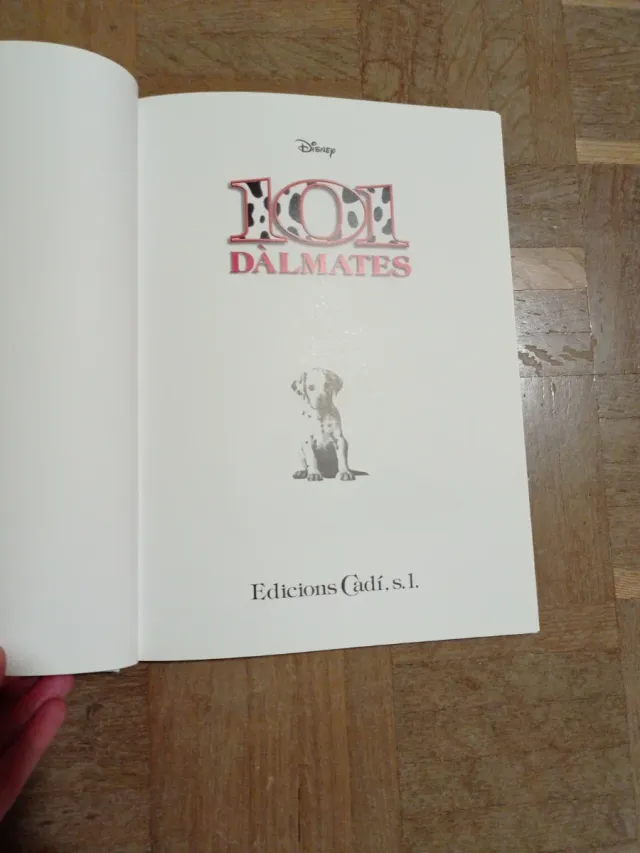 Disney
101
DÀLMATES
Edicions Cadí, s.l.